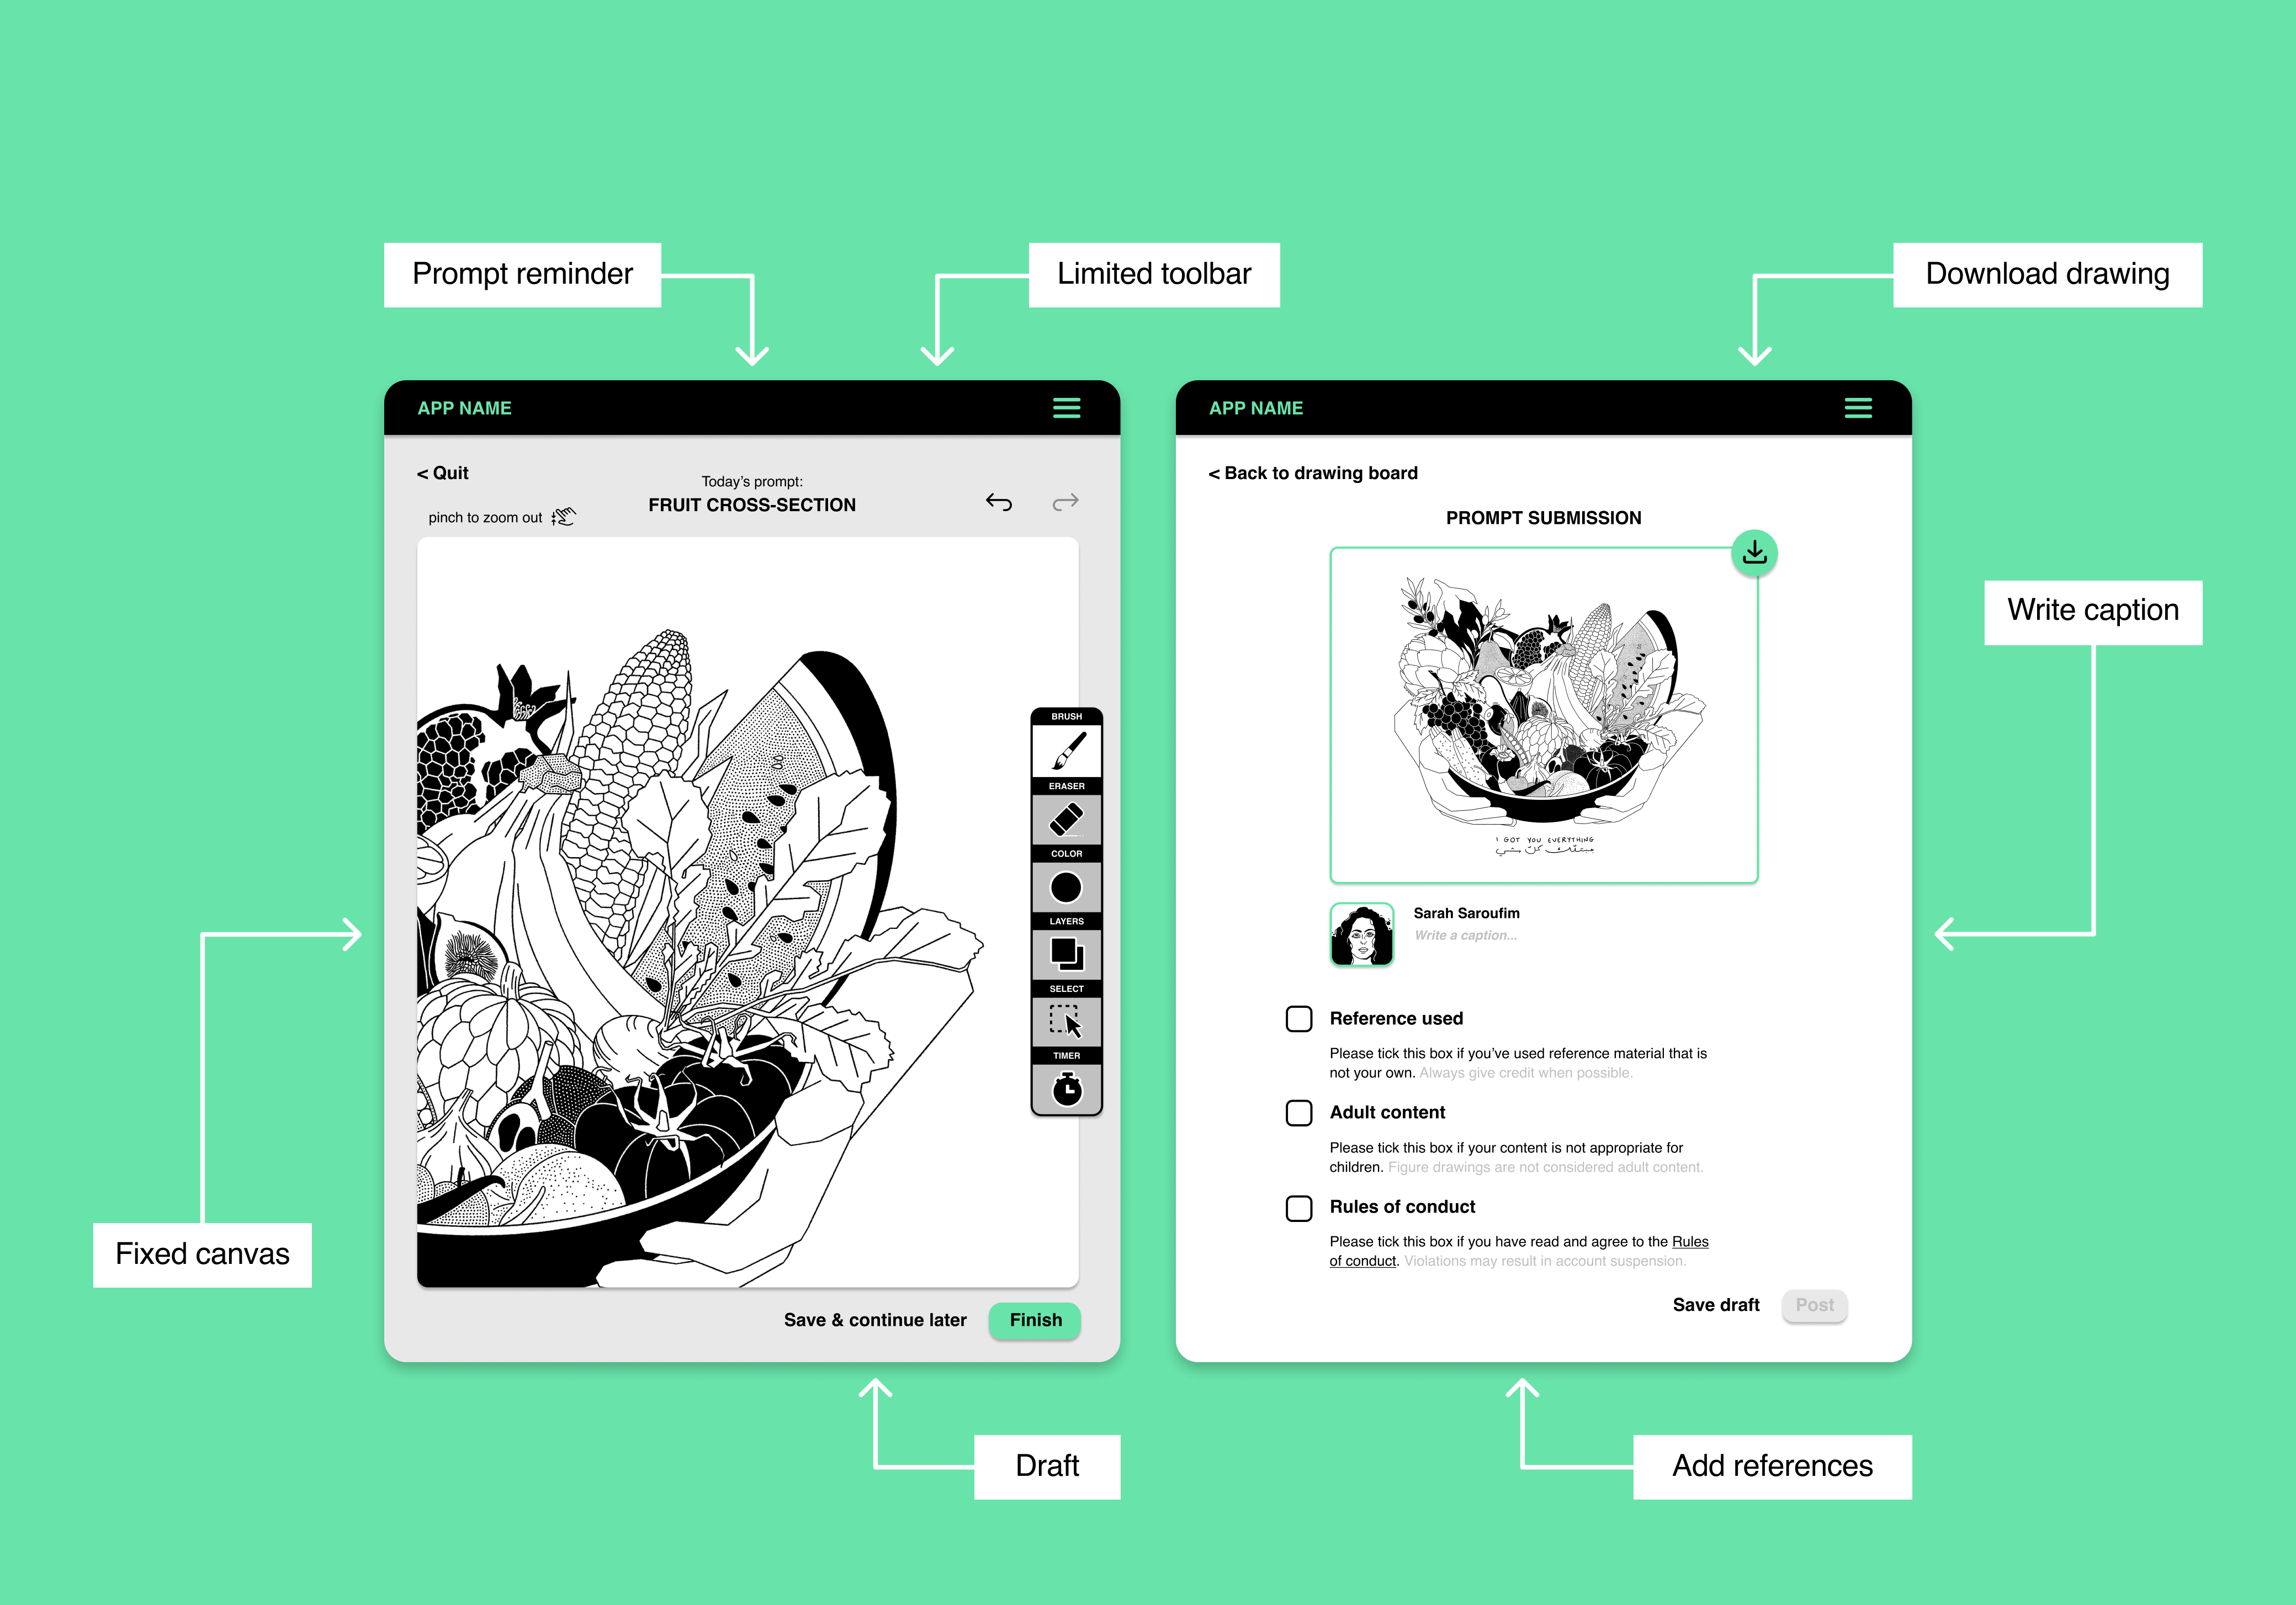 Prompt reminder
Limited toolbar
Download drawing
APP NAME
< Quit
Today’s prompt:
FRUIT CROSS-SECTION
pinch to zoom out
BRUSH
ERASER
COLOR
LAYERS
SELECT
TIMER
Save & continue later
Finish
Fixed canvas
Draft
APP NAME
< Back to drawing board
PROMPT SUBMISSION
I GOT YOU EVERYTHING
Sarah Saroufim
Write a caption...
Write caption
Reference used
Please tick this box if you’ve used reference material that is
not your own. Always give credit when possible.
Adult content
Please tick this box if your content is not appropriate for
children. Figure drawings are not considered adult content.
Rules of conduct
Please tick this box if you have read and agree to the Rules
of conduct. Violations may result in account suspension.
Save draft
Post
Add references